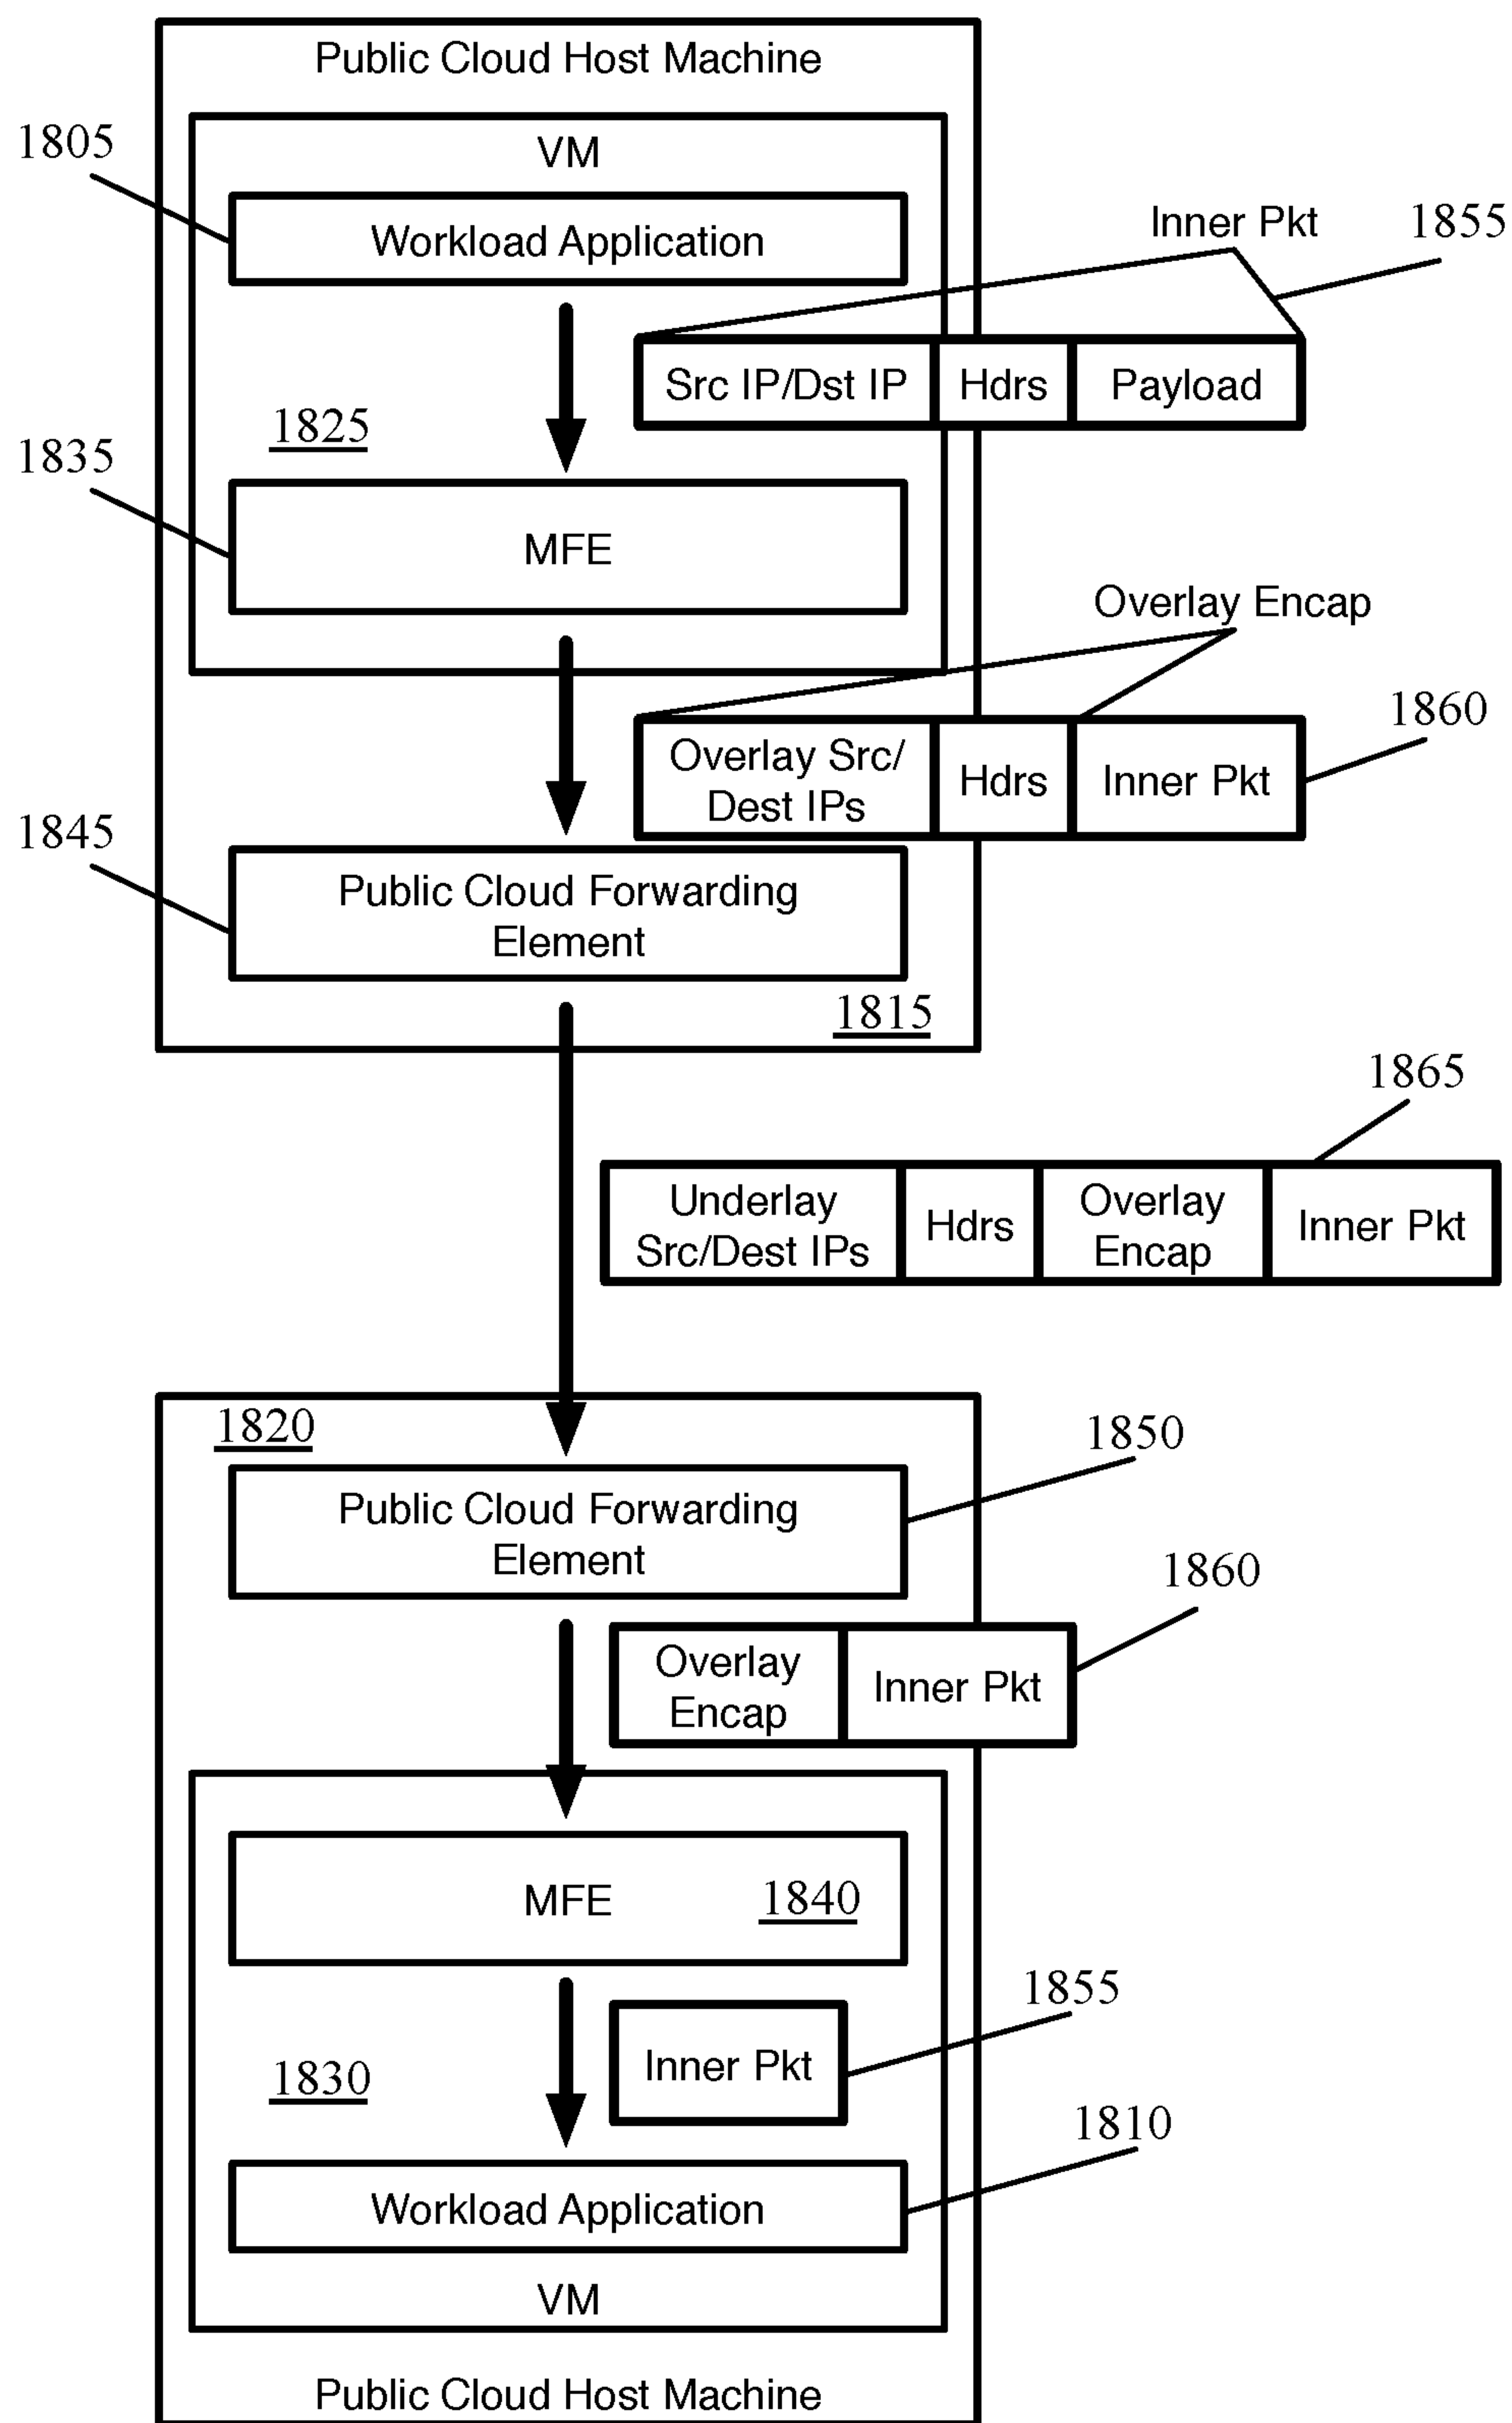 Public Cloud Host Machine
1805
VM
Workload Application
Inner Pkt
1855
Src IP/Dst IP
Hdrs
Payload
1825
1835
MFE
Overlay Encap
1860
Overlay Src/
Dest IPs
Hdrs
Inner Pkt
1845
Public Cloud Forwarding
Element
1815
1865
Underlay
Src/Dest IPs
Hdrs
Overlay
Encap
Inner Pkt
1820
1850
Public Cloud Forwarding
Element
1860
Overlay
Encap
Inner Pkt
MFE
1840
1855
Inner Pkt
1830
1810
Workload Application
VM
Public Cloud Host Machine